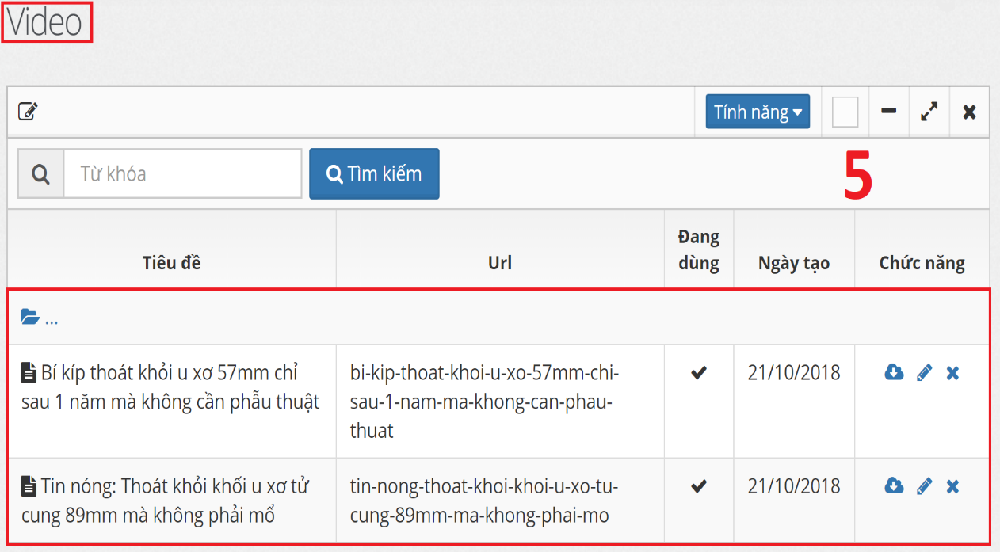 Video
Tính năng
Từ khóa
Tìm kiếm
5
Tiêu đề
Url
Đang
dùng
Ngày tạo
Chức năng
...
Bí kíp thoát khỏi u xơ 57mm chỉ
sau 1 năm mà không cần phẫu thuật
bi-kip-thoat-khoi-u-xo-57mm-chi-
sau-1-nam-ma-khong-can-phau-
thuat
21/10/2018
Tin nóng: Thoát khỏi khối u xơ tử
cung 89mm mà không phải mổ
tin-nong-thoat-khoi-khoi-u-xo-tu-
cung-89mm-ma-khong-phai-mo
21/10/2018